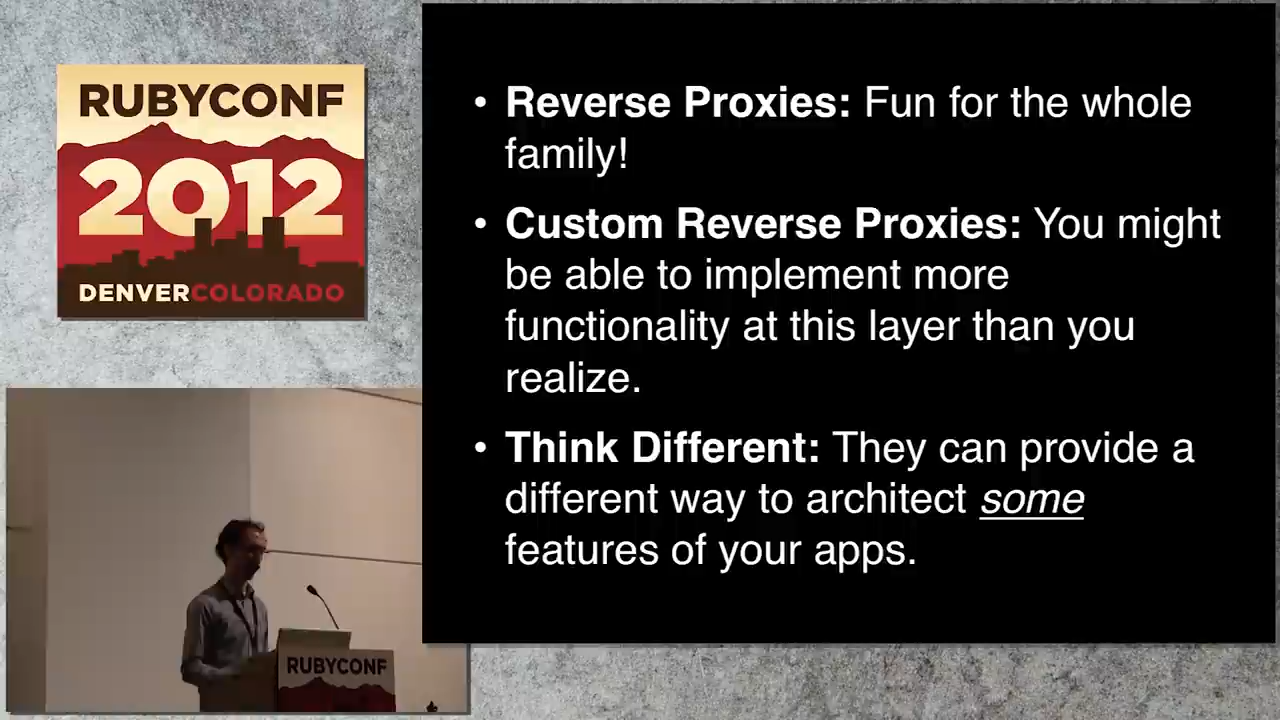 RUBYCONF
2012
DENVERCOLORADO
• Reverse Proxies: Fun for the whole
family!
• Custom Reverse Proxies: You might
be able to implement more
functionality at this layer than you
realize.
• Think Different: They can provide a
different way to architect some
features of your apps.
RUBYCONF